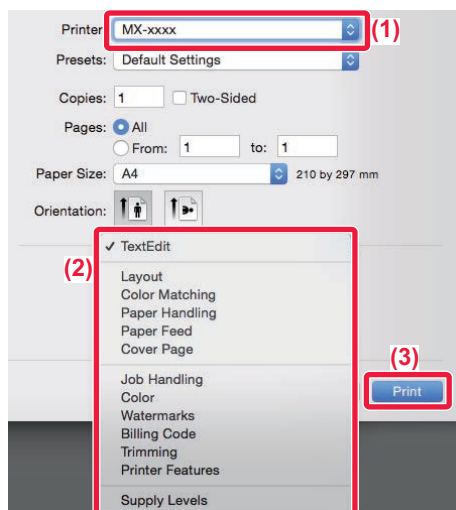 Printer: MX-xxxx (1)
Presets: Default Settings
Copies: 1 Two-Sided
Pages: All
From: 1 to: 1
Paper Size: A4 210 by 297 mm
Orientation:
✓ TextEdit
(2)
Layout
Color Matching
Paper Handling
Paper Feed
Cover Page
(3)
Job Handling
Print
Color
Watermarks
Billing Code
Trimming
Printer Features
Supply Levels